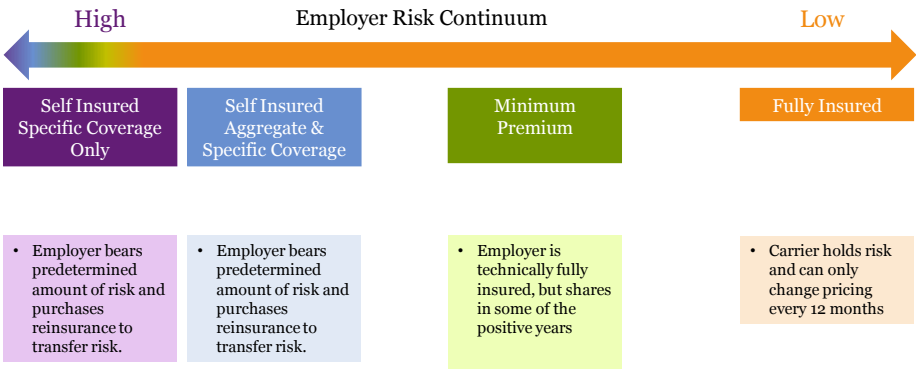 High
Employer Risk Continuum
Low
Self Insured
Specific Coverage
Only
Self Insured
Aggregate &
Specific Coverage
Minimum
Premium
Fully Insured
• Employer bears
predetermined
amount of risk and
purchases
reinsurance to
transfer risk.
• Employer bears
predetermined
amount of risk and
purchases
reinsurance to
transfer risk.
• Employer is
technically fully
insured, but shares
in some of the
positive years
• Carrier holds risk
and can only
change pricing
every 12 months